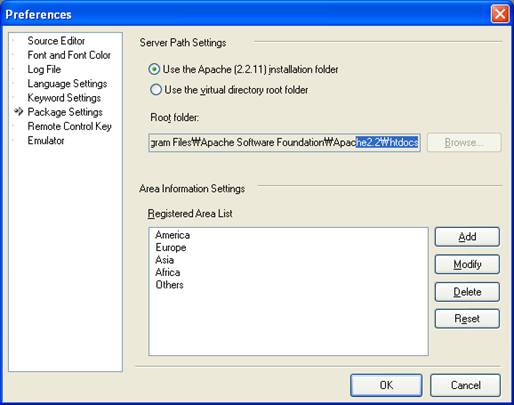 Preferences
Source Editor
Font and Font Color
Log File
Language Settings
Keyword Settings
Package Settings
Remote Control Key
Emulator
Server Path Settings
Use the Apache (2.2.11) installation folder
Use the virtual directory root folder
Root folder:
gram Files₩Apache Software Foundation₩Apache2.2₩htdocs
Browse...
Area Information Settings
Registered Area List
America
Europe
Asia
Africa
Others
Add
Modify
Delete
Reset
OK
Cancel